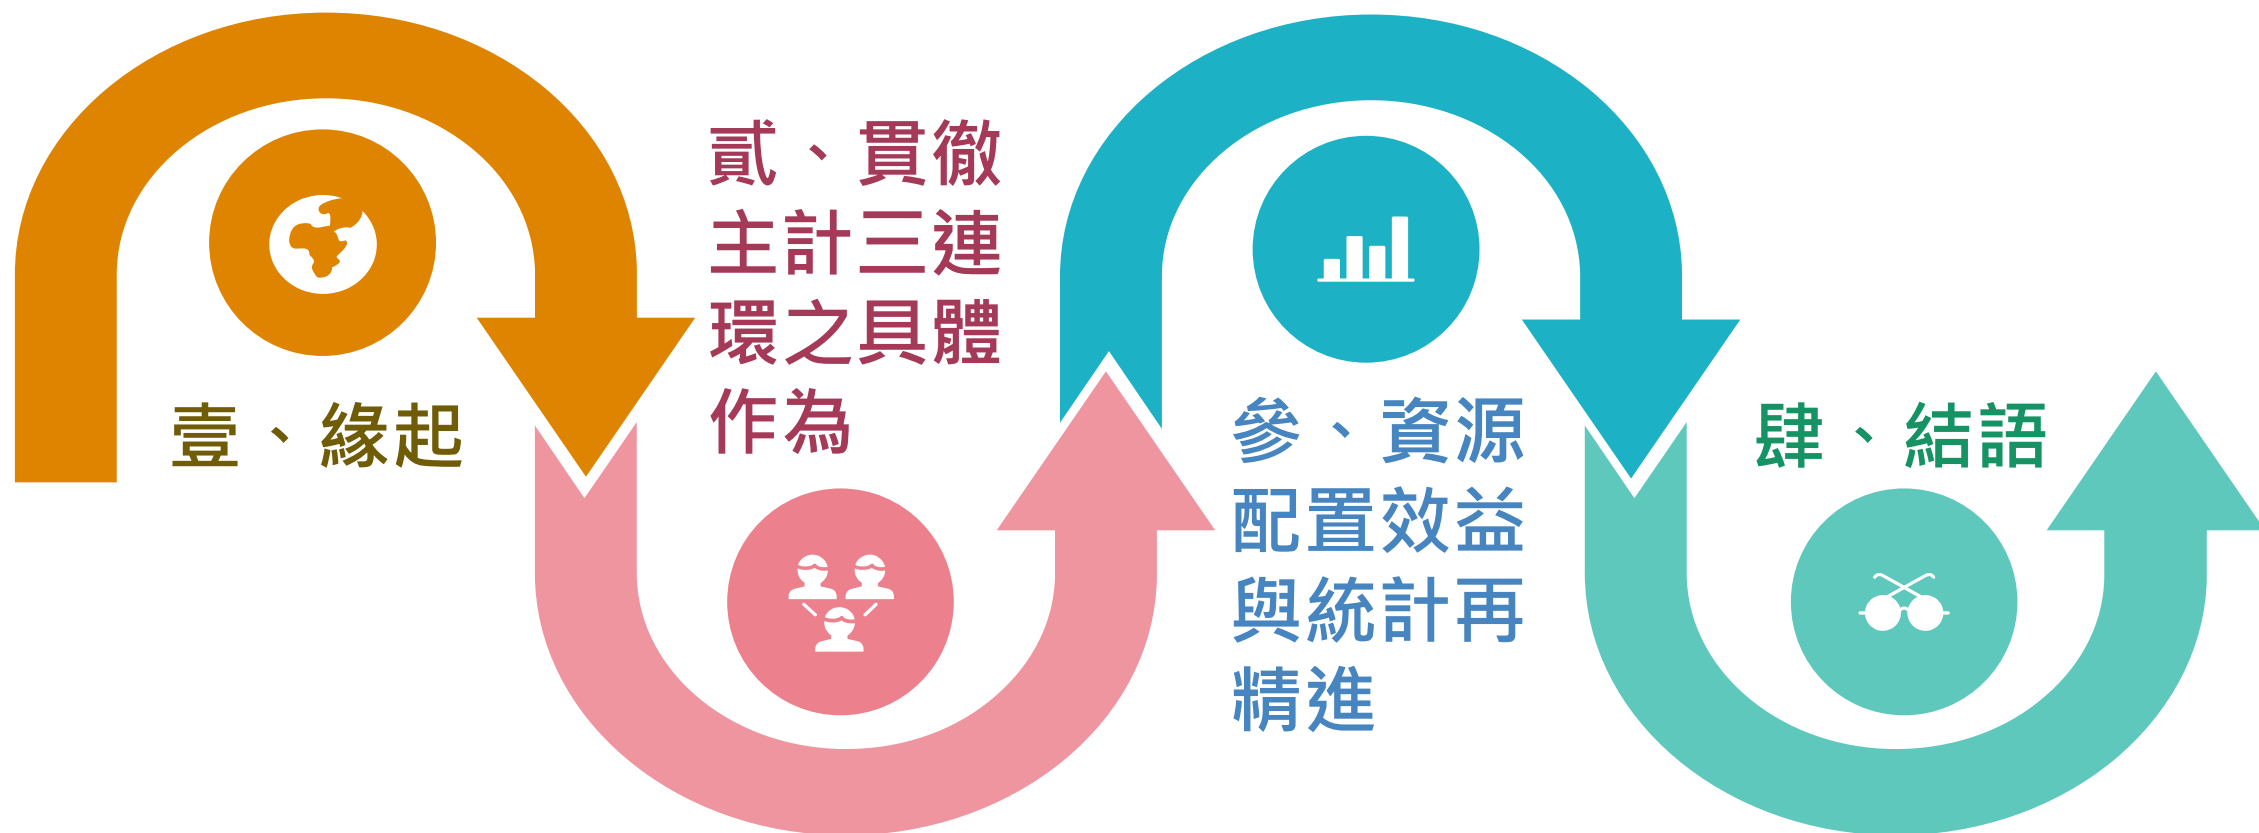 壹、緣起
貳、貫徹
主計三連
環之具體
作為
參、資源
配置效益
與統計再
精進
肆、結語